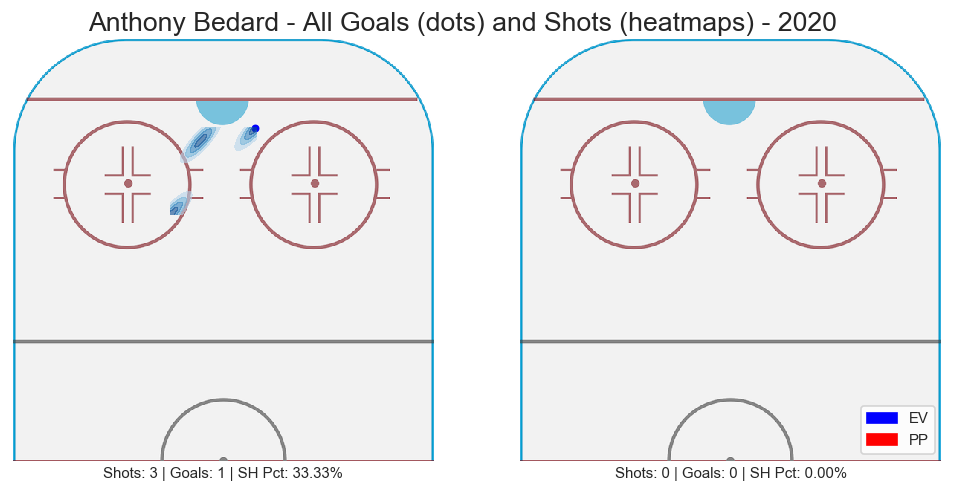 Anthony Bedard - All Goals (dots) and Shots (heatmaps) - 2020
EV
PP
Shots: 3 | Goals: 1 | SH Pct: 33.33%
Shots: 0 | Goals: 0 | SH Pct: 0.00%